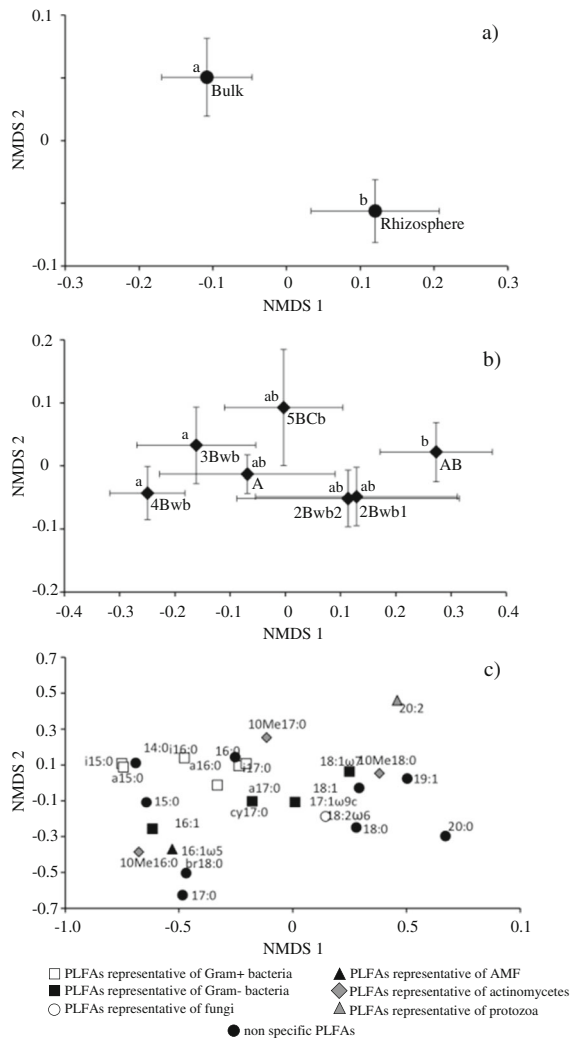 a)
0.1
0
-0.1
NMDS 2
a
Bulk
b
Rhizosphere
-0.3 -0.2 -0.1 0 0.1 0.2 0.3
NMDS 1
b)
0.2
0.1
0
-0.1
-0.2
NMDS 2
ab
5BCb
a
3Bwb
b
AB
ab
A
a
4Bwb
ab ab
2Bwb2 2Bwb1
-0.4 -0.3 -0.2 -0.1 0 0.1 0.2 0.3 0.4
NMDS 1
c)
0.7
0.5
0.2
-0.1
-0.3
-0.5
-0.7
NMDS 2
20:2
10Me17:0
14:0 i16:0 16:0
i15:0 a16:0 i17:0
a15:0
18:1ω7 10Me18:0
19:1
15:0 a17:0 18:1
17:1ω9c
cy17:0 18:2ω6
16:1 18:0 20:0
10Me16:0 16:1ω5
br18:0
17:0
-1.0 -0.5 0 0.5 1.0
NMDS 1
PLFAs representative of Gram+ bacteria
PLFAs representative of Gram- bacteria
PLFAs representative of fungi
PLFAs representative of AMF
PLFAs representative of actinomycetes
PLFAs representative of protozoa
non specific PLFAs